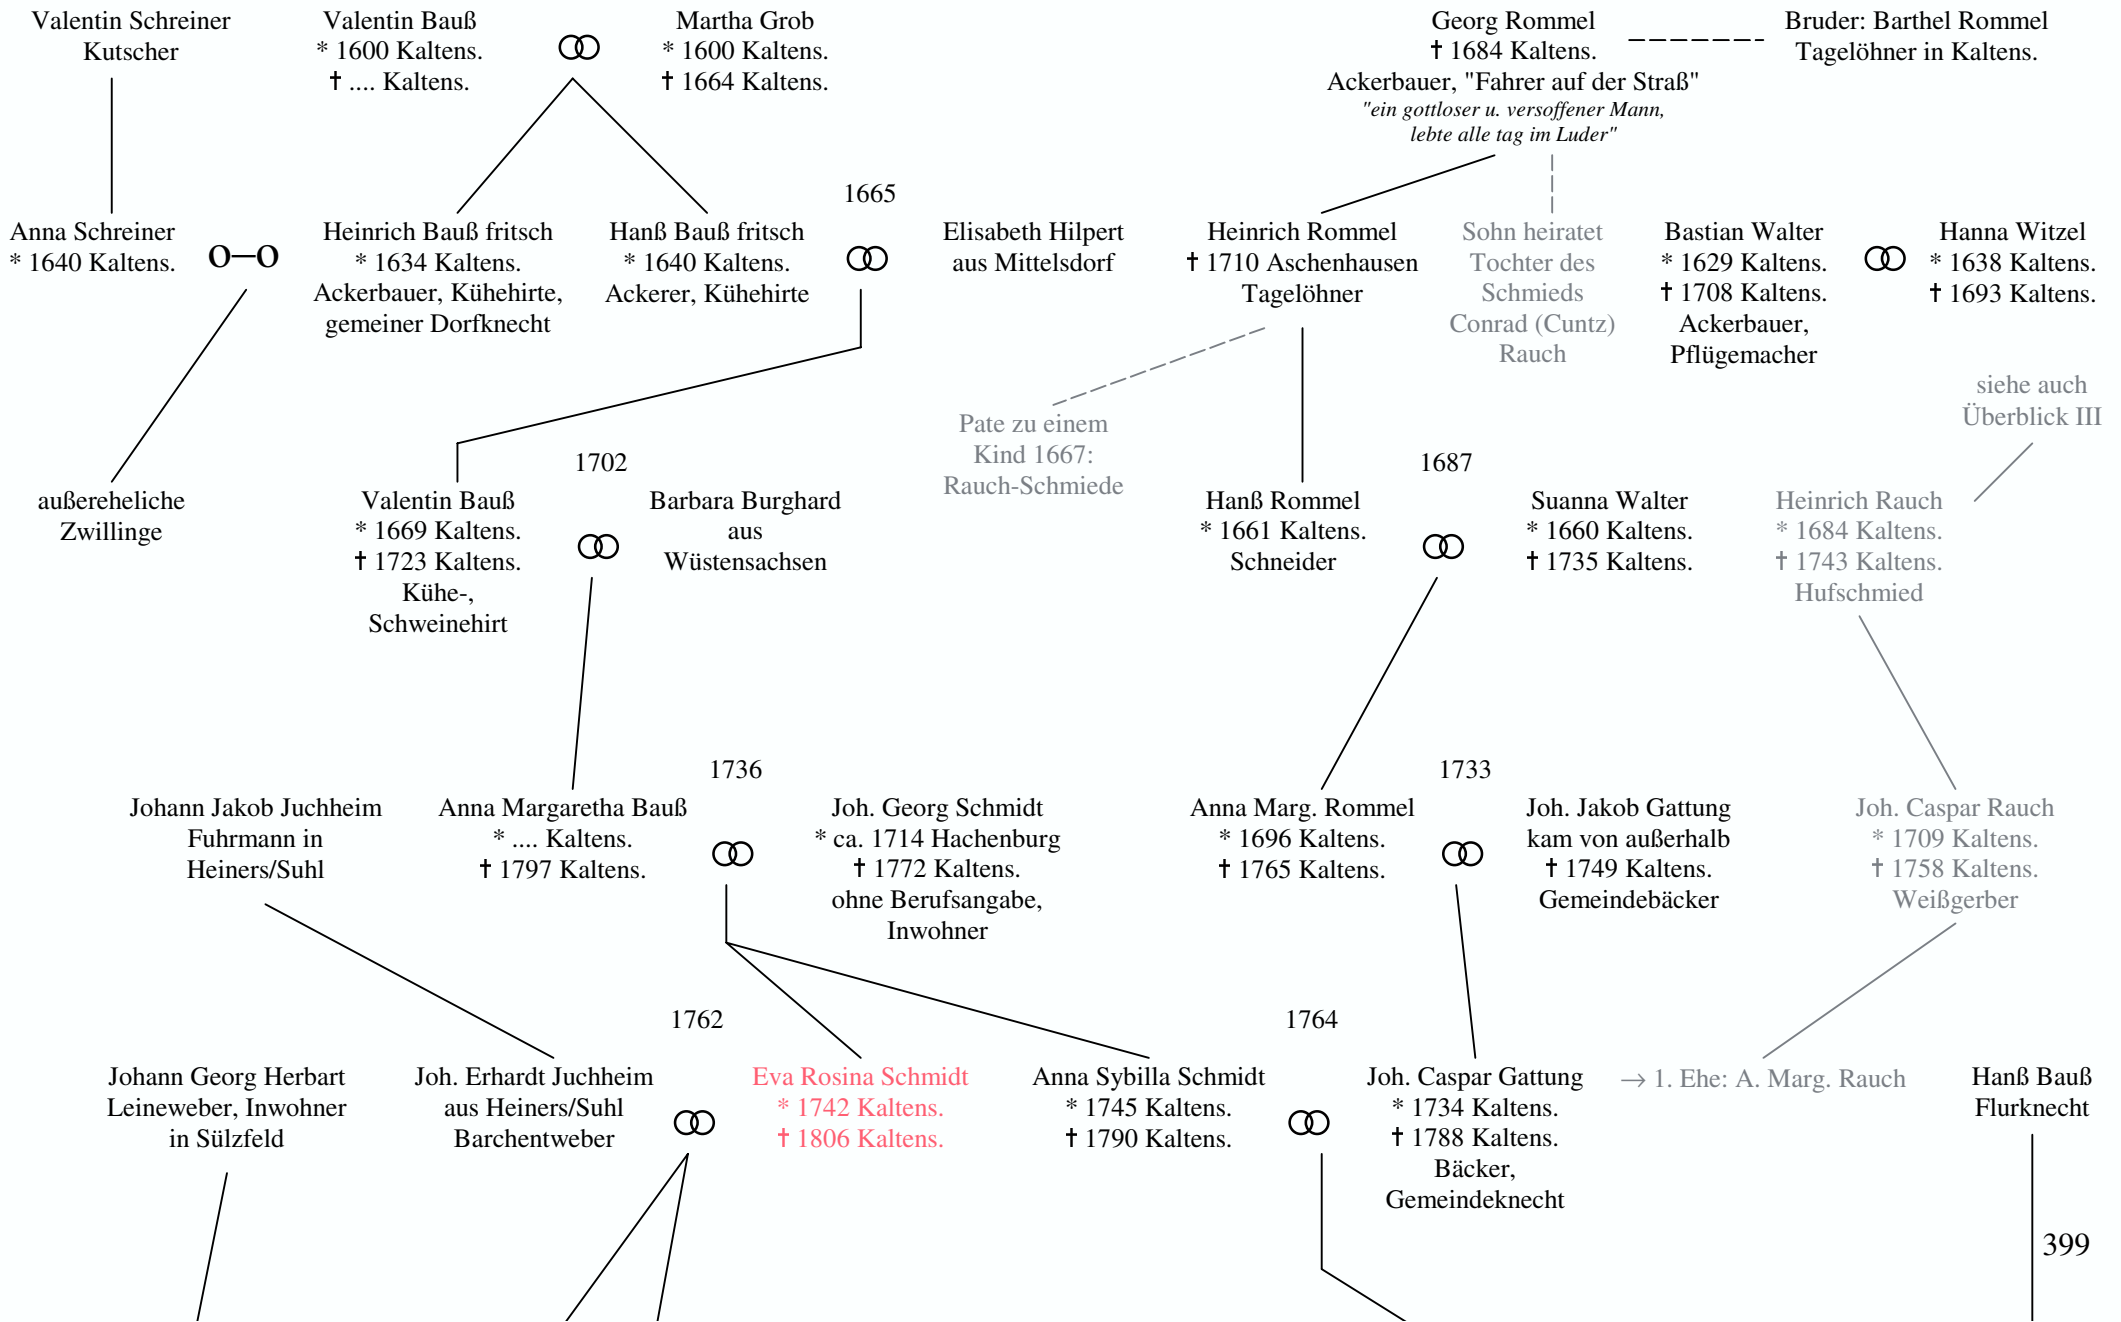 Valentin Schreiner
Kutscher
Valentin Bauß
* 1600 Kaltens.
† .... Kaltens.
Martha Grob
* 1600 Kaltens.
† 1664 Kaltens.
Georg Rommel
† 1684 Kaltens.
Ackerbauer, "Fahrer auf der Straß"
"ein gottloser u. versoffener Mann,
lebte alle tag im Luder"
Bruder: Barthel Rommel
Tagelöhner in Kaltens.
Anna Schreiner
* 1640 Kaltens.
o–o
Heinrich Bauß fritsch
* 1634 Kaltens.
Ackerbauer, Kühehirte,
gemeiner Dorfknecht
Hanß Bauß fritsch
* 1640 Kaltens.
Ackerer, Kühehirte
1665
Elisabeth Hilpert
aus Mittelsdorf
Heinrich Rommel
† 1710 Aschenhausen
Tagelöhner
Sohn heiratet
Tochter des
Schmieds
Conrad (Cuntz)
Rauch
Bastian Walter
* 1629 Kaltens.
† 1708 Kaltens.
Ackerbauer,
Pflügemacher
Hanna Witzel
* 1638 Kaltens.
† 1693 Kaltens.
siehe auch
Überblick III
außereheliche
Zwillinge
Valentin Bauß
* 1669 Kaltens.
† 1723 Kaltens.
Kühe-,
Schweinehirt
1702
Barbara Burghard
aus
Wüstensachsen
Pate zu einem
Kind 1667:
Rauch-Schmiede
Hanß Rommel
* 1661 Kaltens.
Schneider
1687
Suanna Walter
* 1660 Kaltens.
† 1735 Kaltens.
Heinrich Rauch
* 1684 Kaltens.
† 1743 Kaltens.
Hufschmied
Johann Jakob Juchheim
Fuhrmann in
Heiners/Suhl
Anna Margaretha Bauß
* .... Kaltens.
† 1797 Kaltens.
1736
Joh. Georg Schmidt
* ca. 1714 Hachenburg
† 1772 Kaltens.
ohne Berufsangabe,
Inwohner
Anna Marg. Rommel
* 1696 Kaltens.
† 1765 Kaltens.
1733
Joh. Jakob Gattung
kam von außerhalb
† 1749 Kaltens.
Gemeindebäcker
Joh. Caspar Rauch
* 1709 Kaltens.
† 1758 Kaltens.
Weißgerber
Johann Georg Herbart
Leineweber, Inwohner
in Sülzfeld
Joh. Erhardt Juchheim
aus Heiners/Suhl
Barchentweber
1762
Eva Rosina Schmidt
* 1742 Kaltens.
† 1806 Kaltens.
Anna Sybilla Schmidt
* 1745 Kaltens.
† 1790 Kaltens.
1764
Joh. Caspar Gattung
* 1734 Kaltens.
† 1788 Kaltens.
Bäcker,
Gemeindeknecht
→ 1. Ehe: A. Marg. Rauch
Hanß Bauß
Flurknecht
399